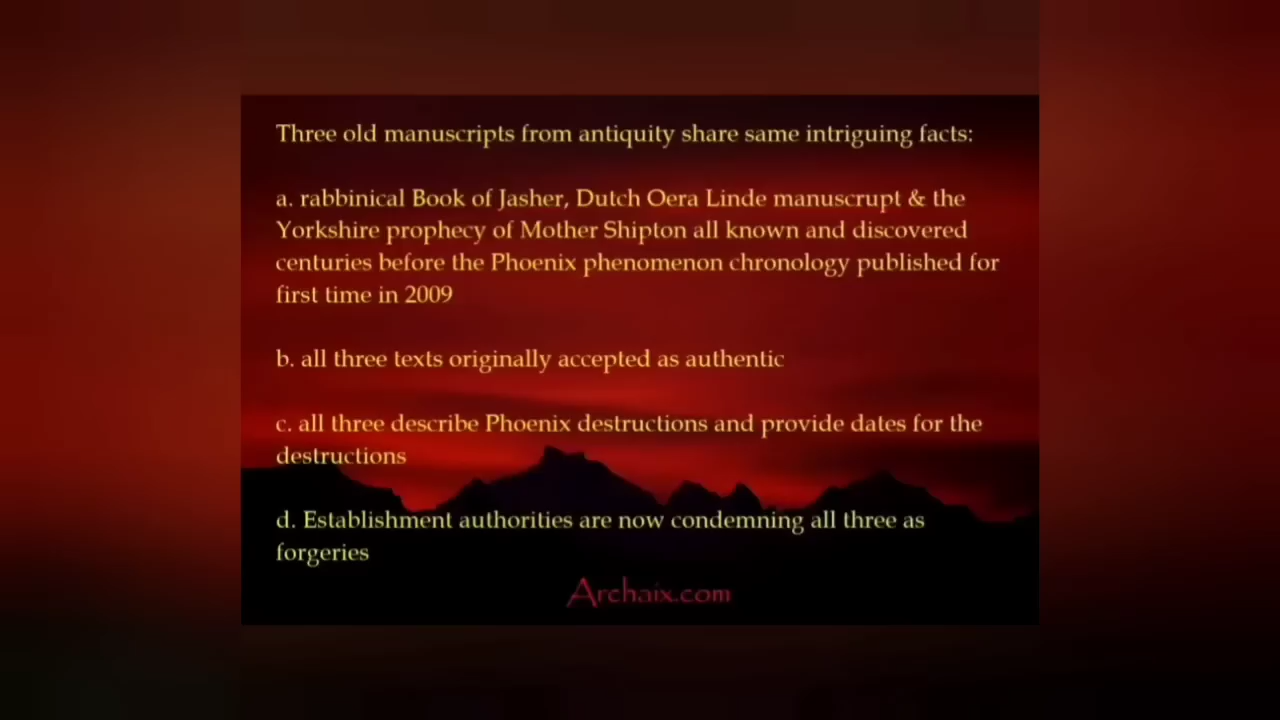 Three old manuscripts from antiquity share same intriguing facts:
a. rabbinical Book of Jasher, Dutch Oera Linde manuscrupt & the
Yorkshire prophecy of Mother Shipton all known and discovered
centuries before the Phoenix phenomenon chronology published for
first time in 2009
b. all three texts originally accepted as authentic
c. all three describe Phoenix destructions and provide dates for the
destructions
d. Establishment authorities are now condemning all three as
forgeries
Archaix.com